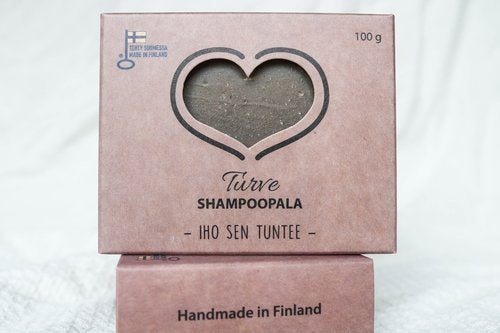 TEHTY SUOMESSA
MADE IN FINLAND
100 g
Turve
SHAMPOOPALA
– IHO SEN TUNTEE –
Handmade in Finland